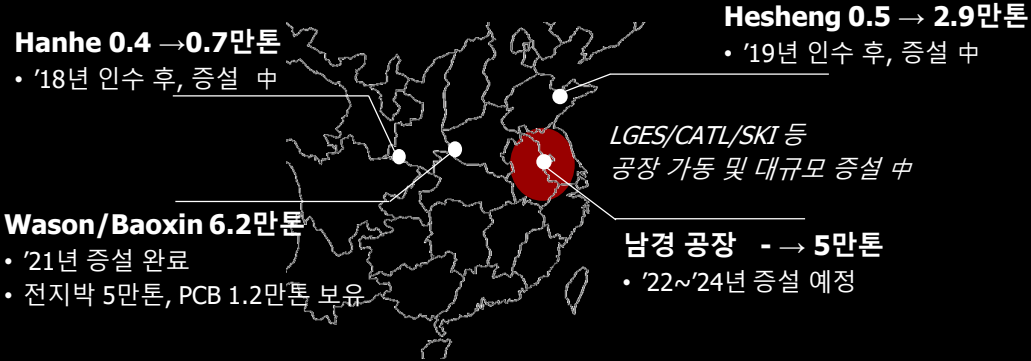 Hanhe 0.4 →0.7만톤
• ’18년 인수 후, 증설 中
Hesheng 0.5 → 2.9만톤
• ’19년 인수 후, 증설 中
LGES/CATL/SKI 등
공장 가동 및 대규모 증설 中
Wason/Baoxin 6.2만톤
• ’21년 증설 완료
• 전지박 5만톤, PCB 1.2만톤 보유
남경 공장 - → 5만톤
• ’22~’24년 증설 예정